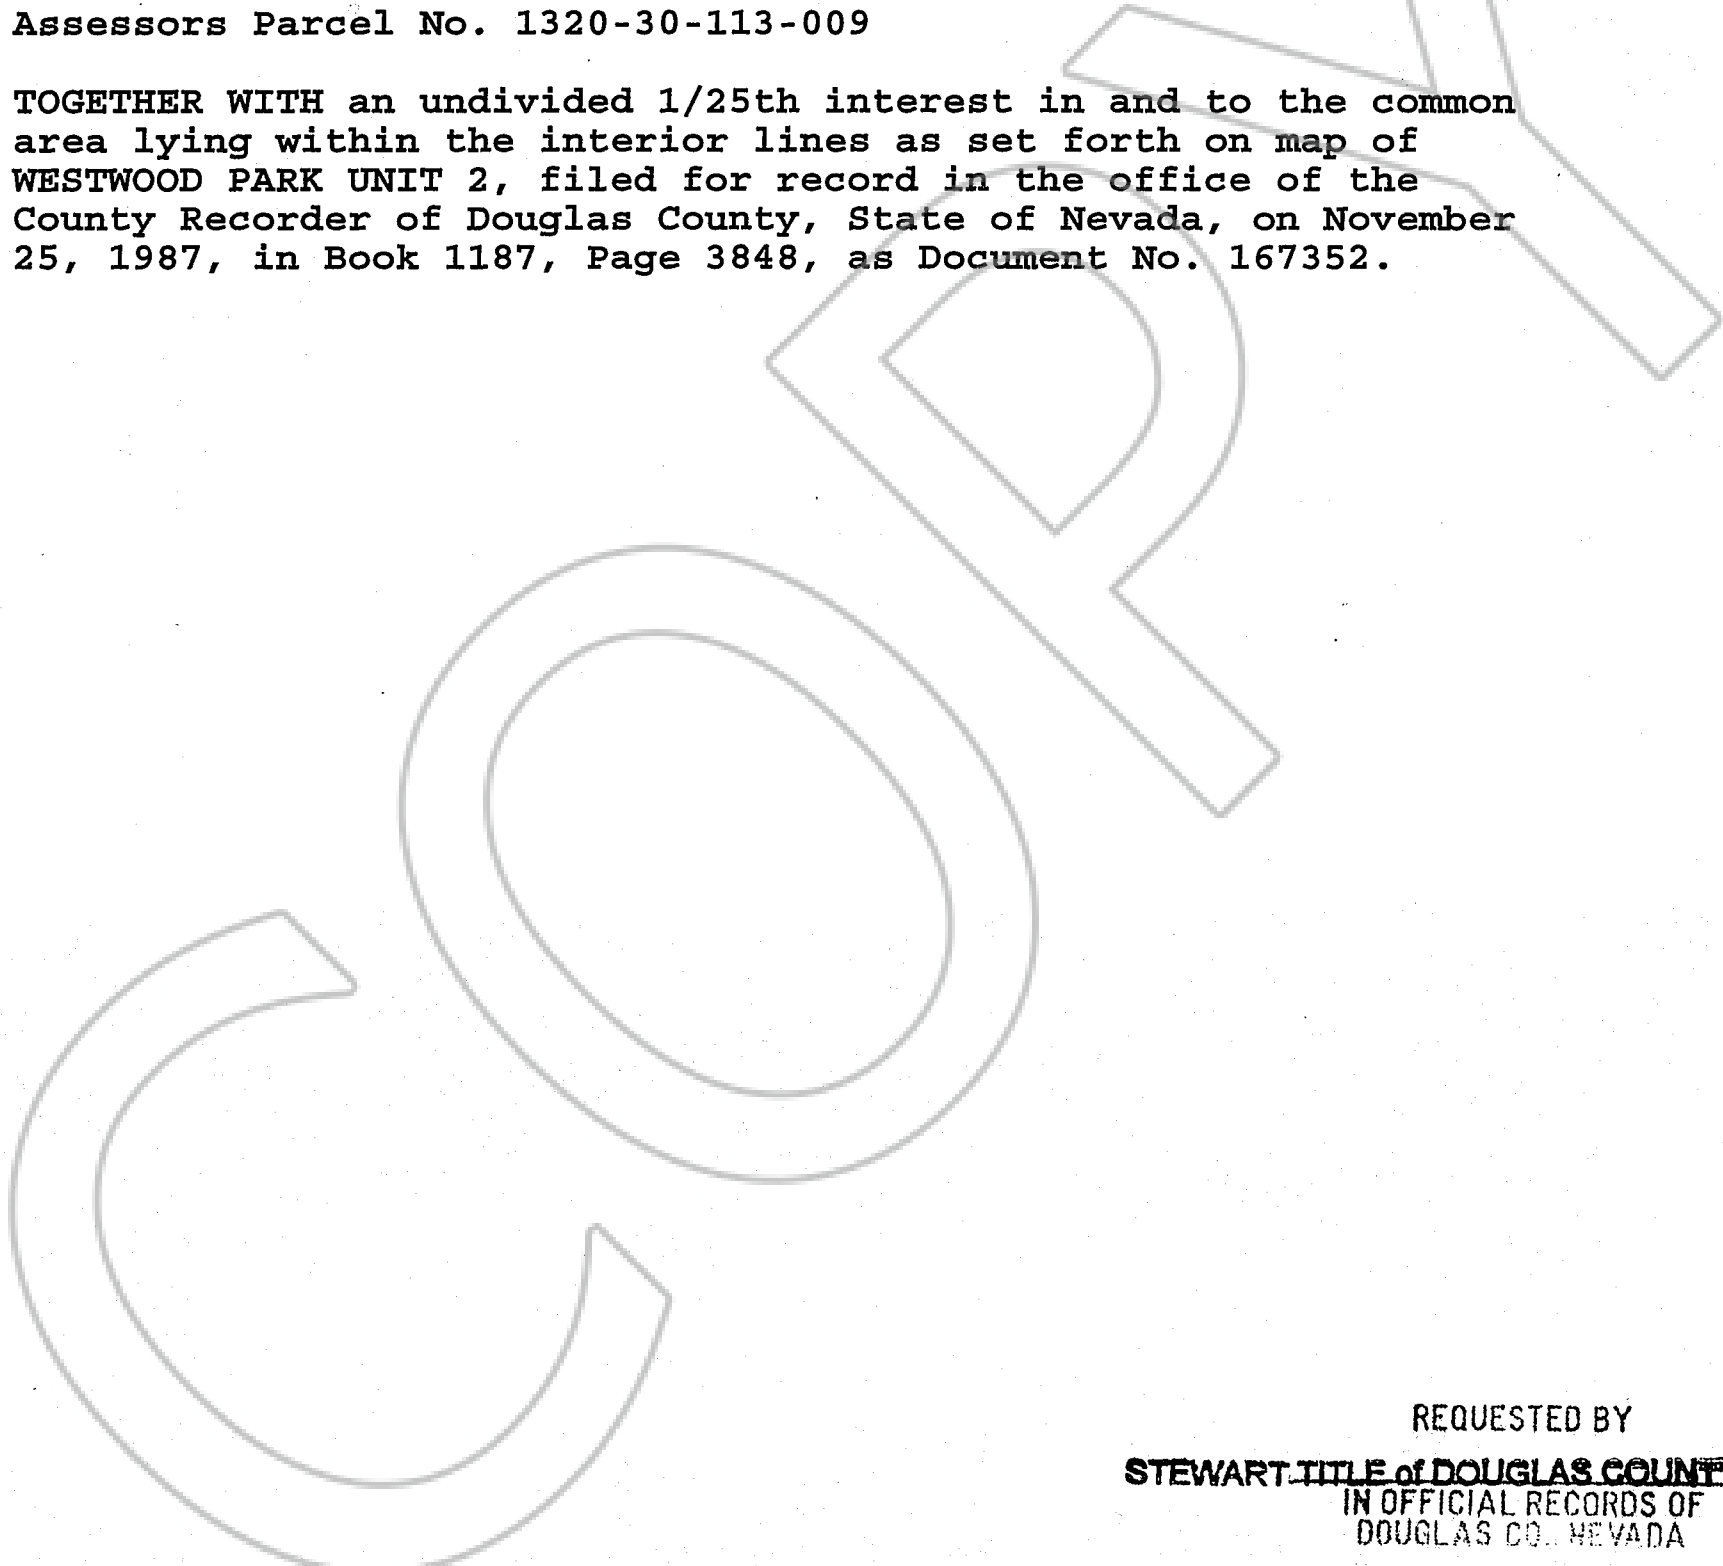 Assessors Parcel No. 1320-30-113-009
TOGETHER WITH an undivided 1/25th interest in and to the common
area lying within the interior lines as set forth on map of
WESTWOOD PARK UNIT 2, filed for record in the office of the
County Recorder of Douglas County, State of Nevada, on November
25, 1987, in Book 1187, Page 3848, as Document No. 167352.
COPY
REQUESTED BY
STEWART TITLE of DOUGLAS COUNT
IN OFFICIAL RECORDS OF
DOUGLAS CO., NEVADA